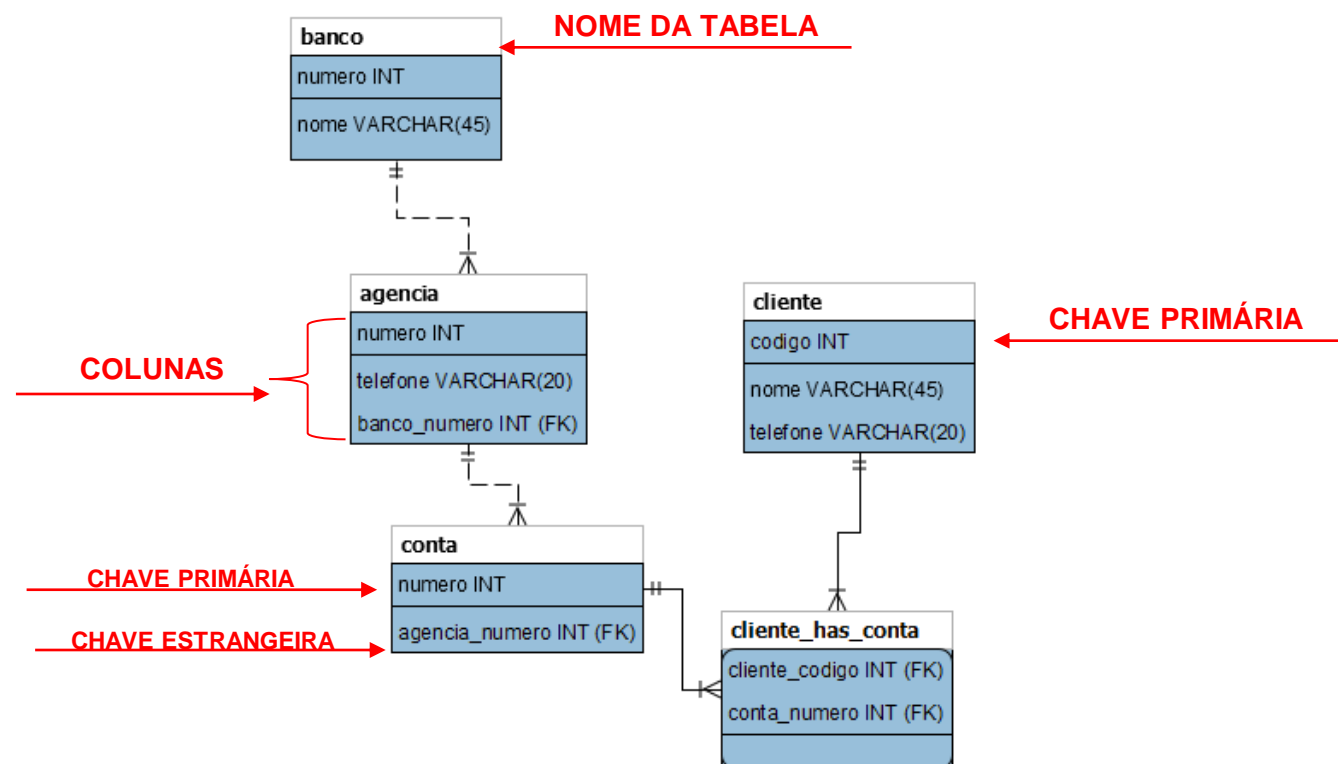 NOME DA TABELA
banco
numero INT
nome VARCHAR(45)
agencia
numero INT
telefone VARCHAR(20)
banco_numero INT (FK)
COLUNAS
cliente
codigo INT
nome VARCHAR(45)
telefone VARCHAR(20)
CHAVE PRIMÁRIA
conta
numero INT
agencia_numero INT (FK)
CHAVE PRIMÁRIA
CHAVE ESTRANGEIRA
cliente_has_conta
cliente_codigo INT (FK)
conta_numero INT (FK)